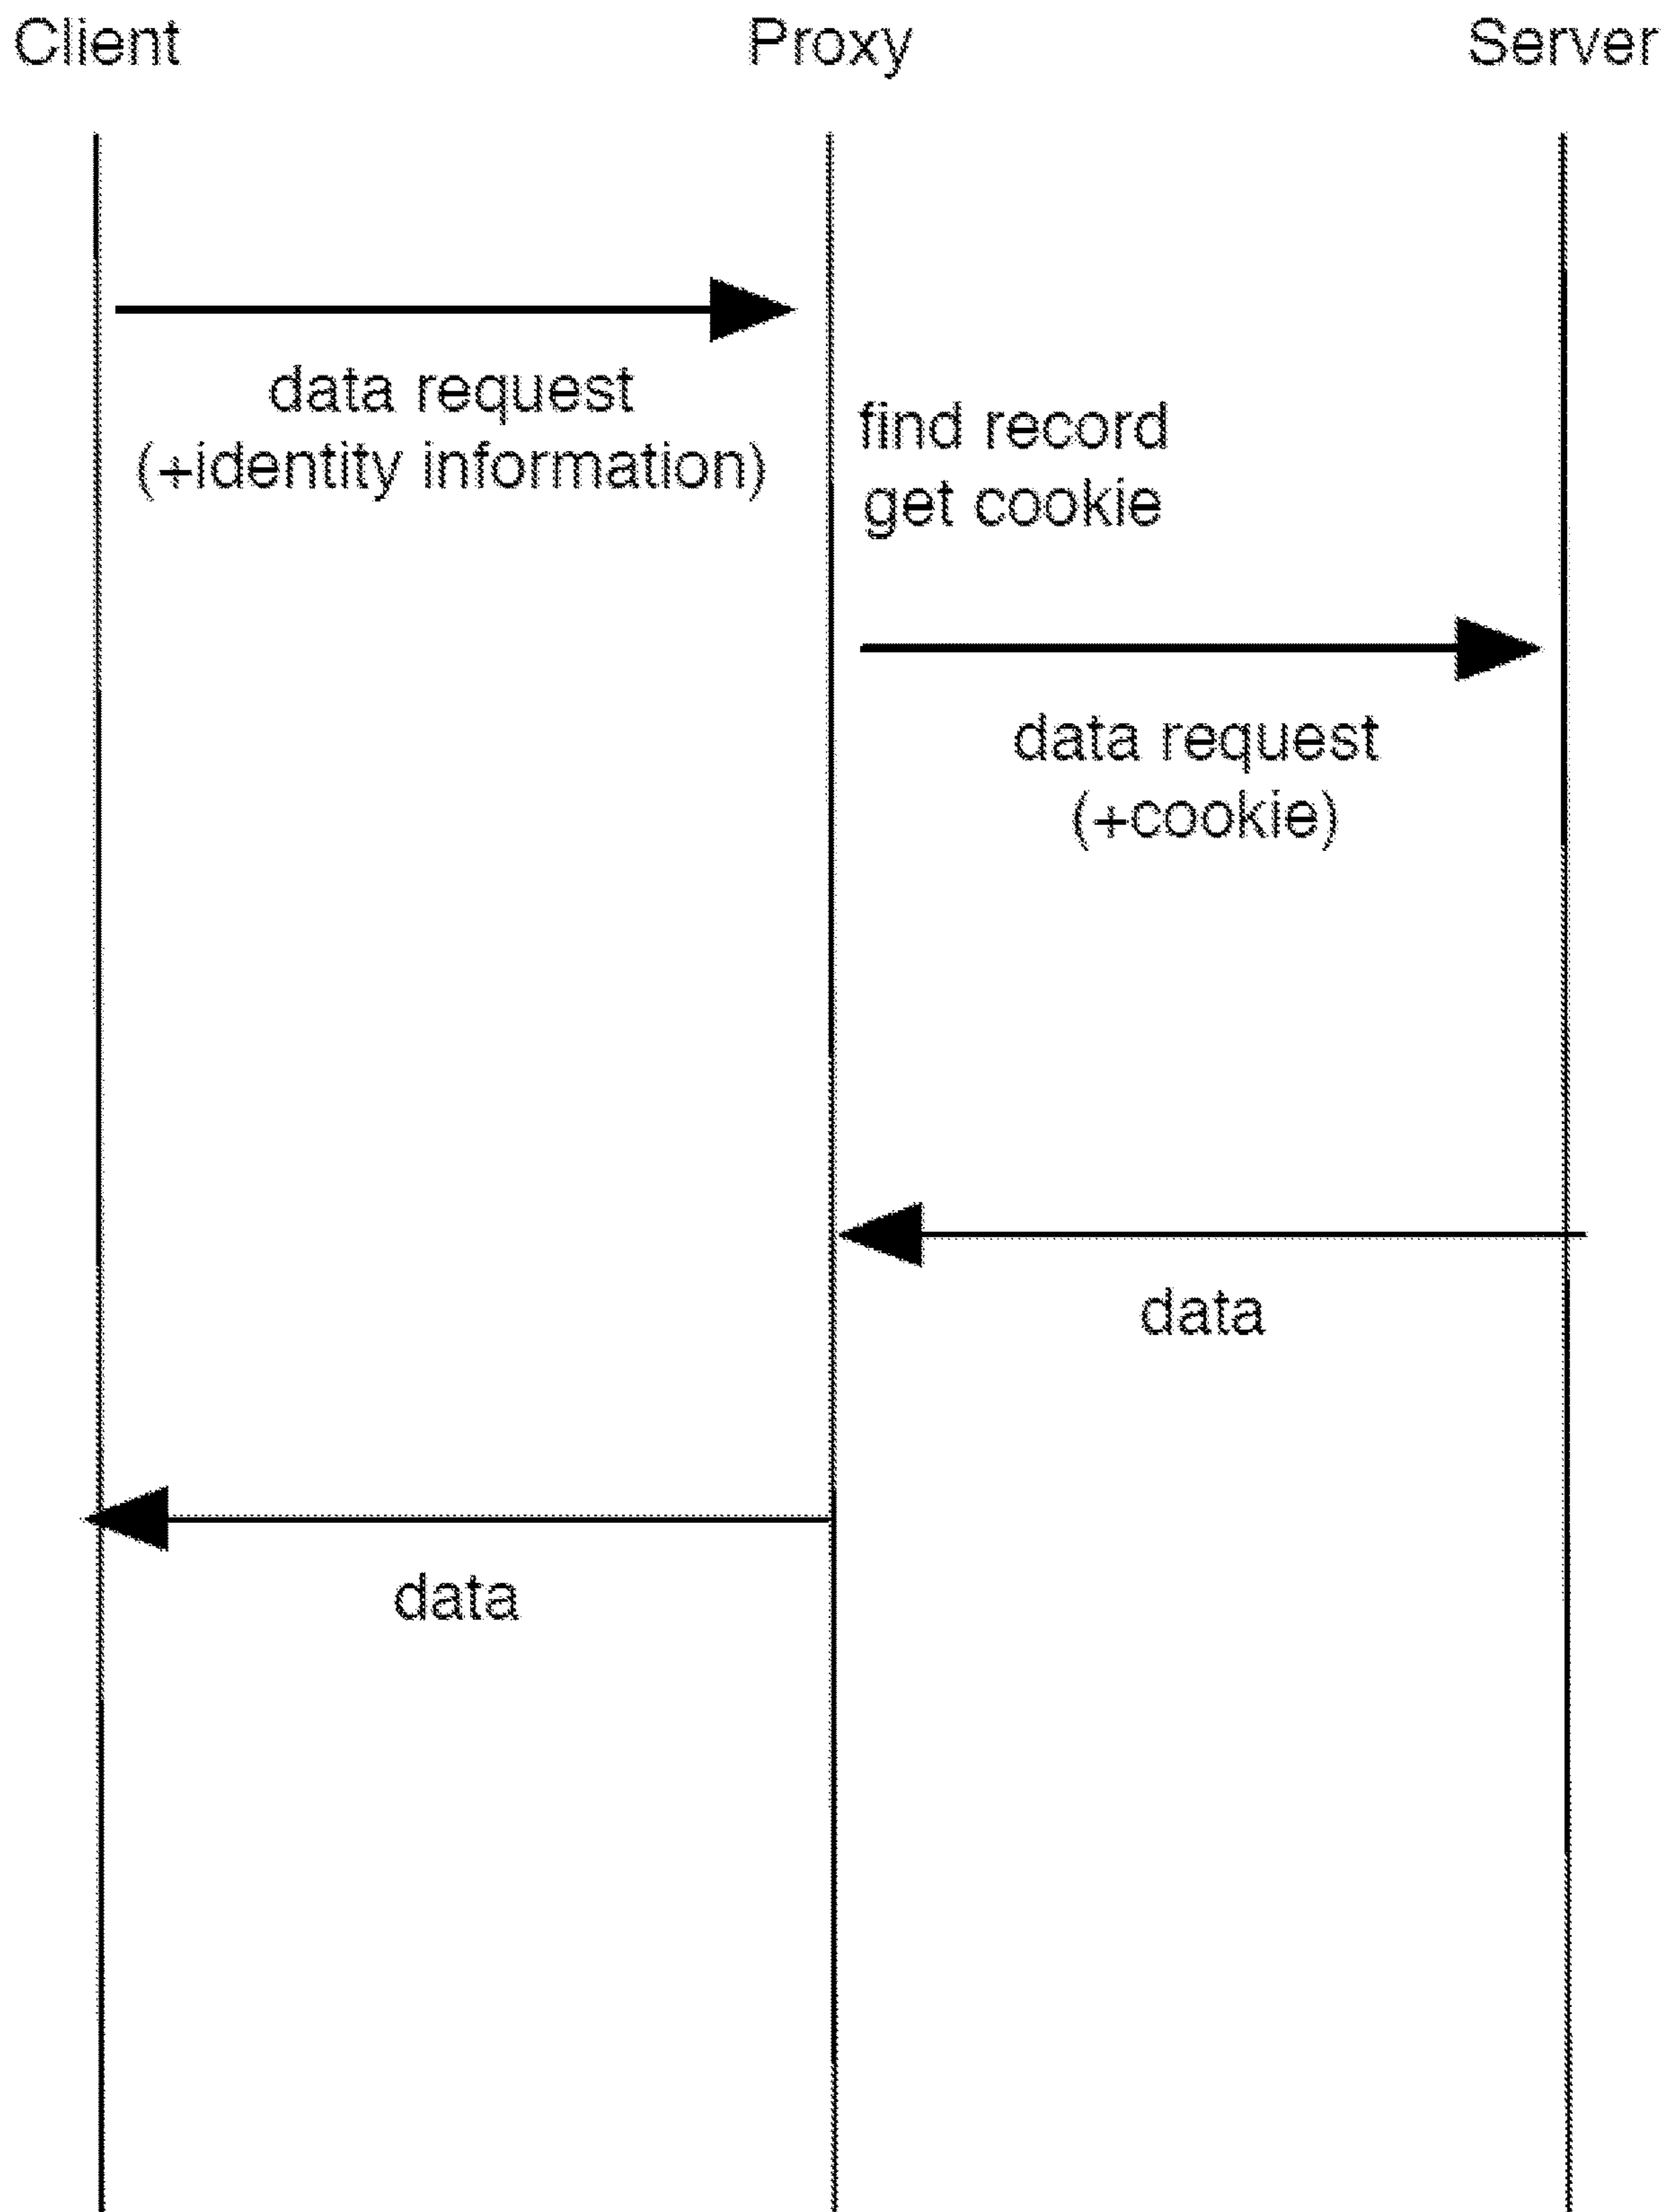 Client Proxy Server
data request
(+identity information)
find record
get cookie
data request
(+cookie)
data
data